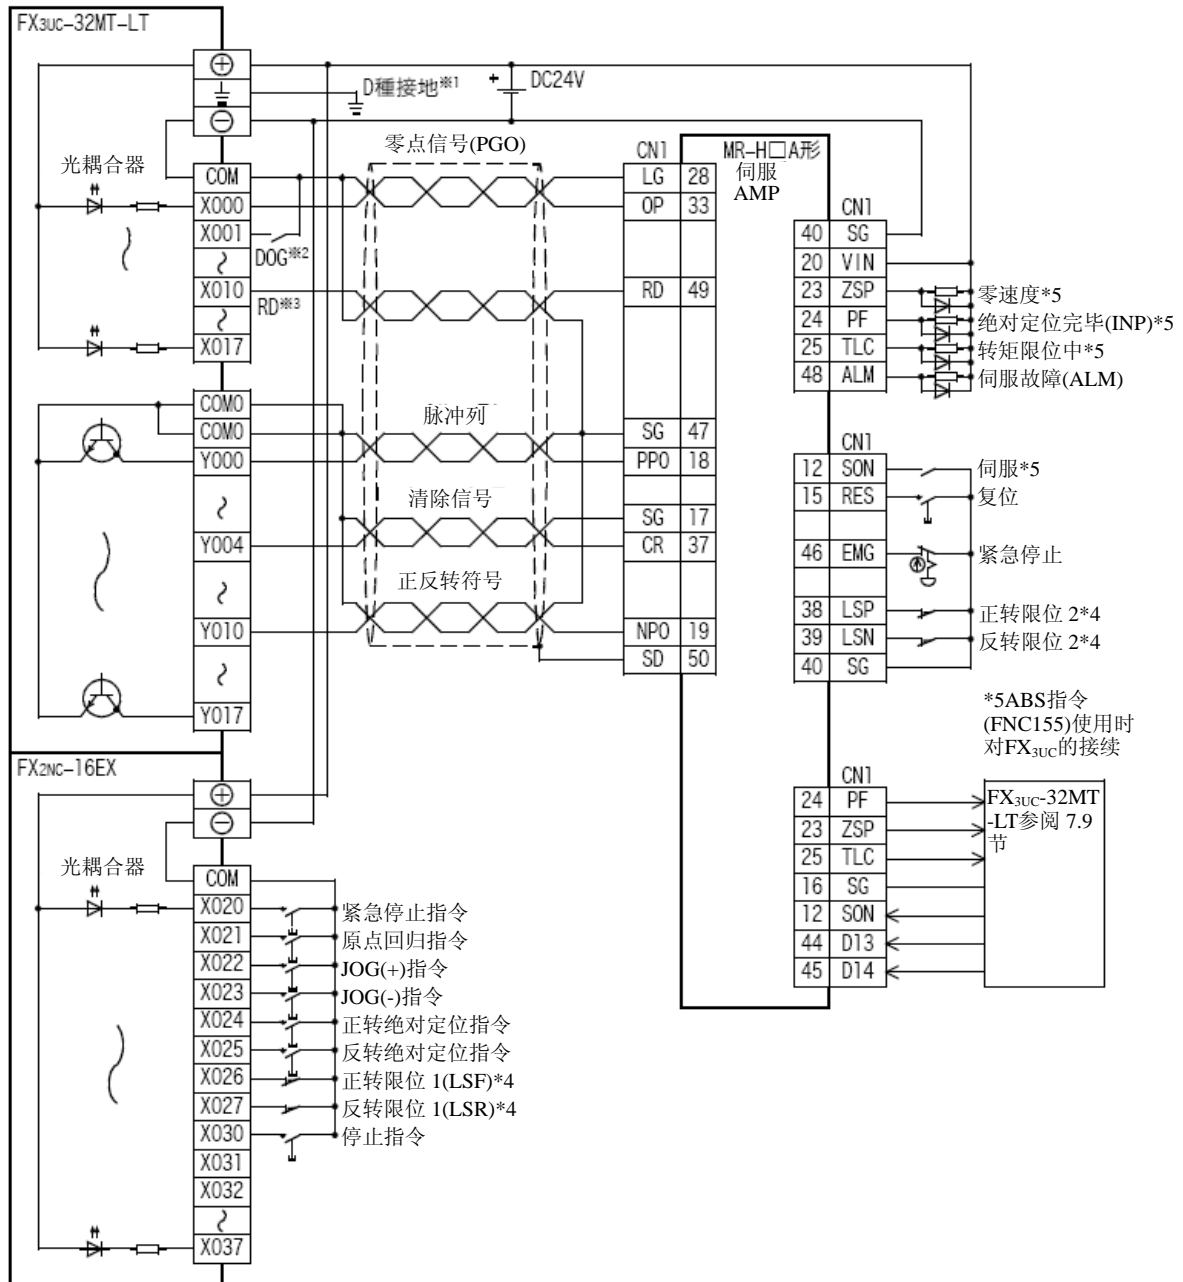 FX3UC-32MT-LT
⊕
⊖
D種接地※1
+
DC24V
光耦合器
COM
X000
X001
X010
X017
DOG※2
RD※3
零点信号(PGO)
COM0
COM0
Y000
Y004
Y010
Y017
脉冲列
清除信号
正反转符号
CN1
LG 28
OP 33
RD 49
SG 47
PPO 18
SG 17
CR 37
NPO 19
SD 50
MR-H□A形
伺服
AMP
CN1
40 SG
20 VIN
23 ZSP 零速度*5
24 PF 绝对定位完毕(INP)*5
25 TLC 转矩限位中*5
48 ALM 伺服故障(ALM)
CN1
12 SON 伺服*5
15 RES 复位
46 EMG 紧急停止
38 LSP 正转限位 2*4
39 LSN 反转限位 2*4
40 SG
*5ABS指令
(FNC155)使用时
对FX3UC的接续
CN1
24 PF
23 ZSP
25 TLC
16 SG
12 SON
44 D13
45 D14
FX3UC-32MT
-LT参阅 7.9
节
FX2NC-16EX
⊕
⊖
光耦合器
COM
X020 紧急停止指令
X021 原点回归指令
X022 JOG(+)指令
X023 JOG(-)指令
X024 正转绝对定位指令
X025 反转绝对定位指令
X026 正转限位 1(LSF)*4
X027 反转限位 1(LSR)*4
X030 停止指令
X031
X032
X037